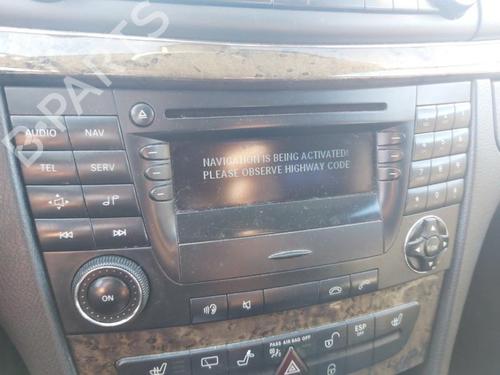 B-PARTS
AUDIO NAV
NAVIGATION IS BEING ACTIVATED!
PLEASE OBSERVE HIGHWAY CODE
TEL SERV
ON
PASS AIR BAG OFF
ESP
OFF